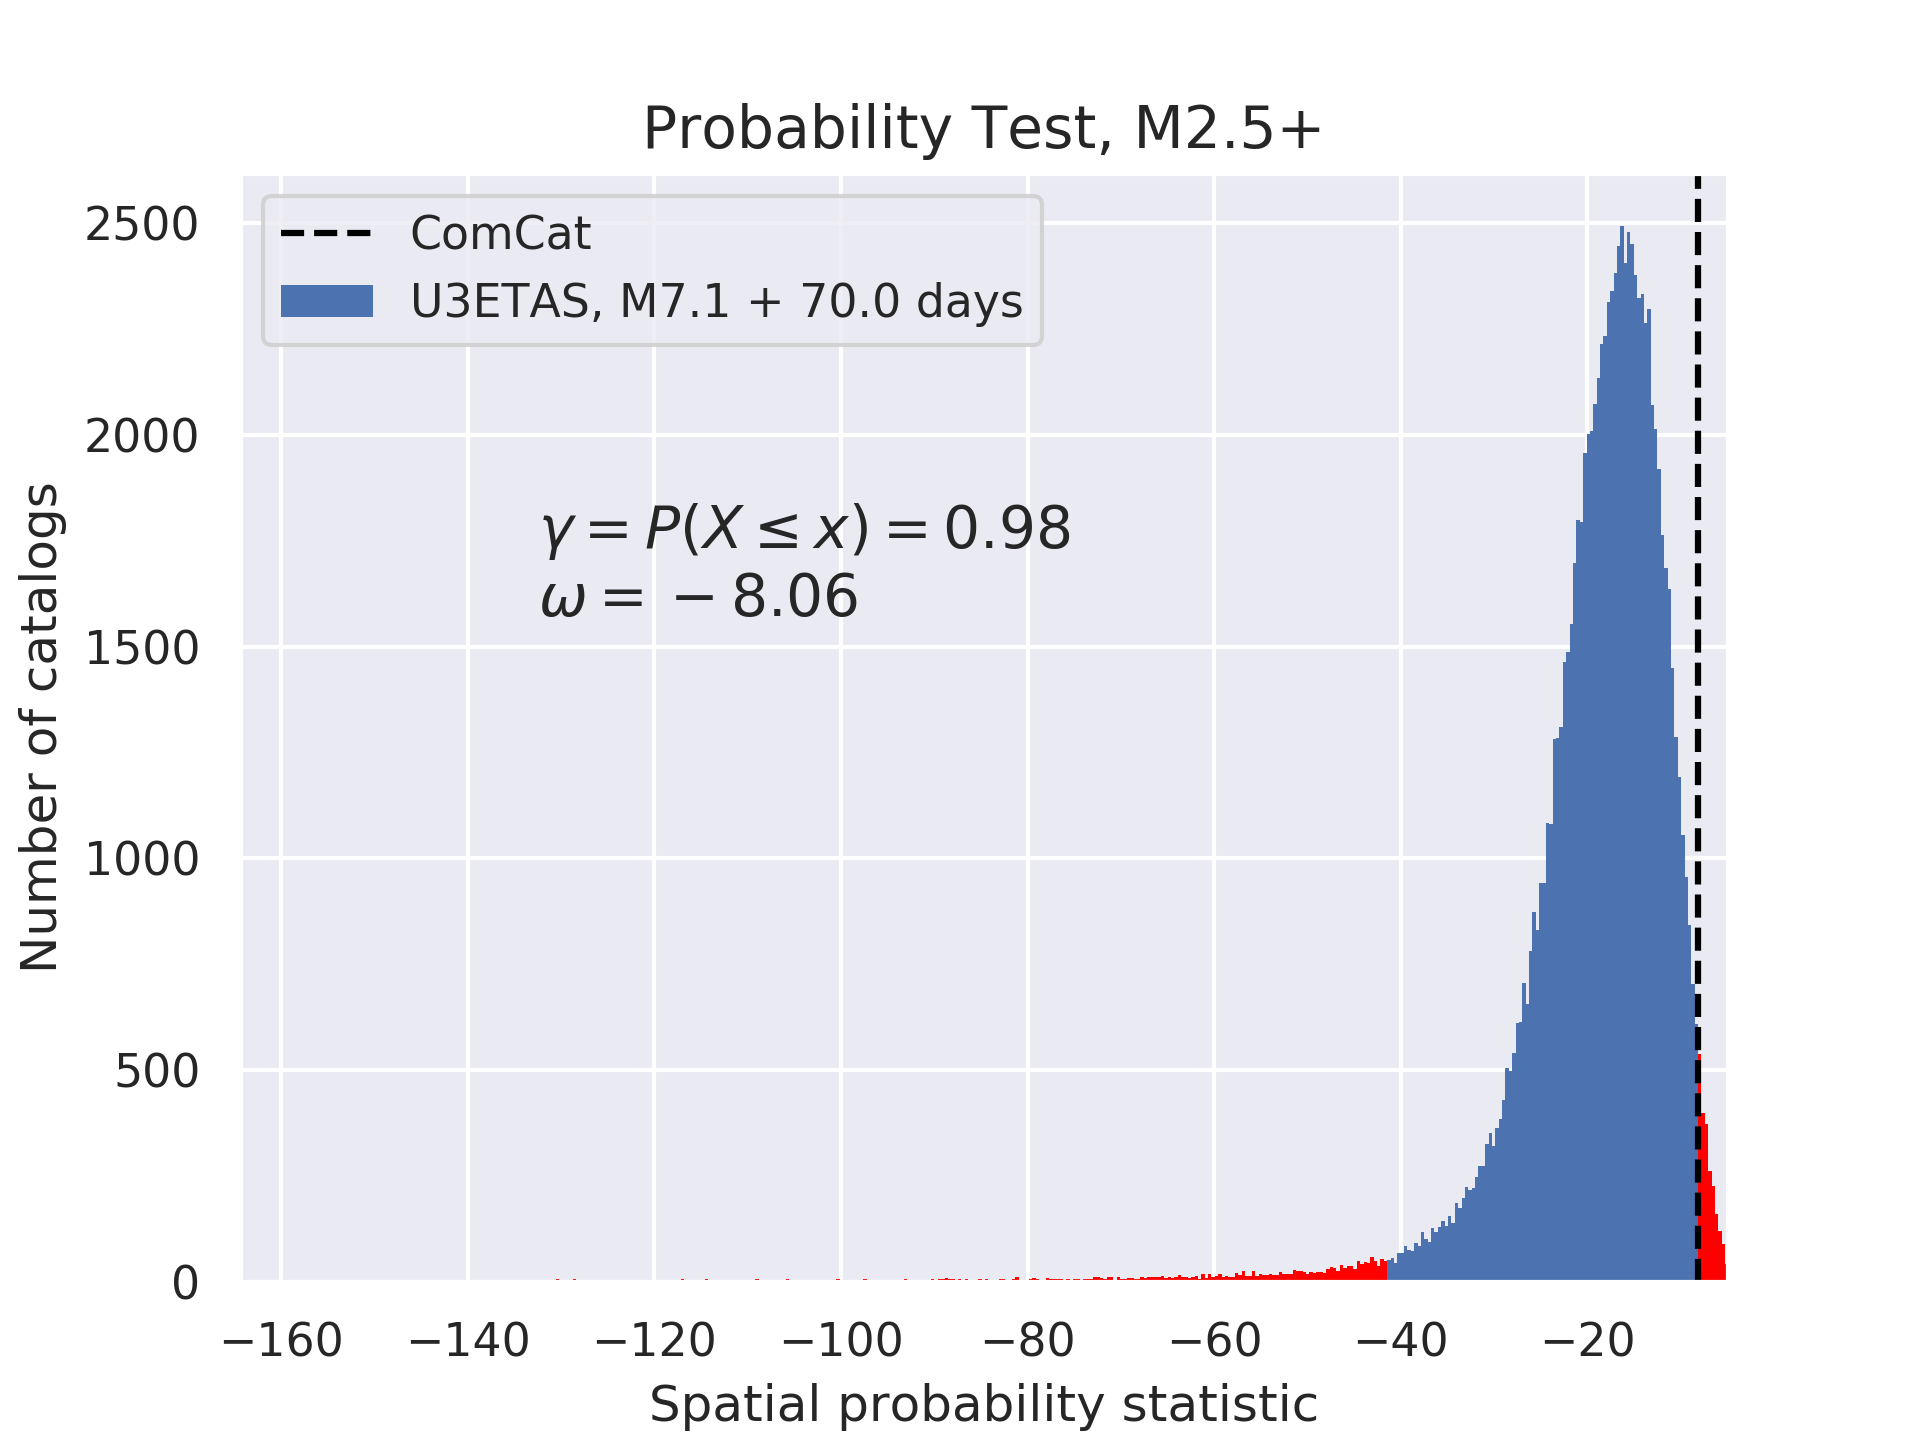 Probability Test, M2.5+
ComCat
U3ETAS, M7.1 + 70.0 days
γ = P(X ≤ x) = 0.98
ω = −8.06
Number of catalogs
2500
2000
1500
1000
500
0
−160 −140 −120 −100 −80 −60 −40 −20
Spatial probability statistic